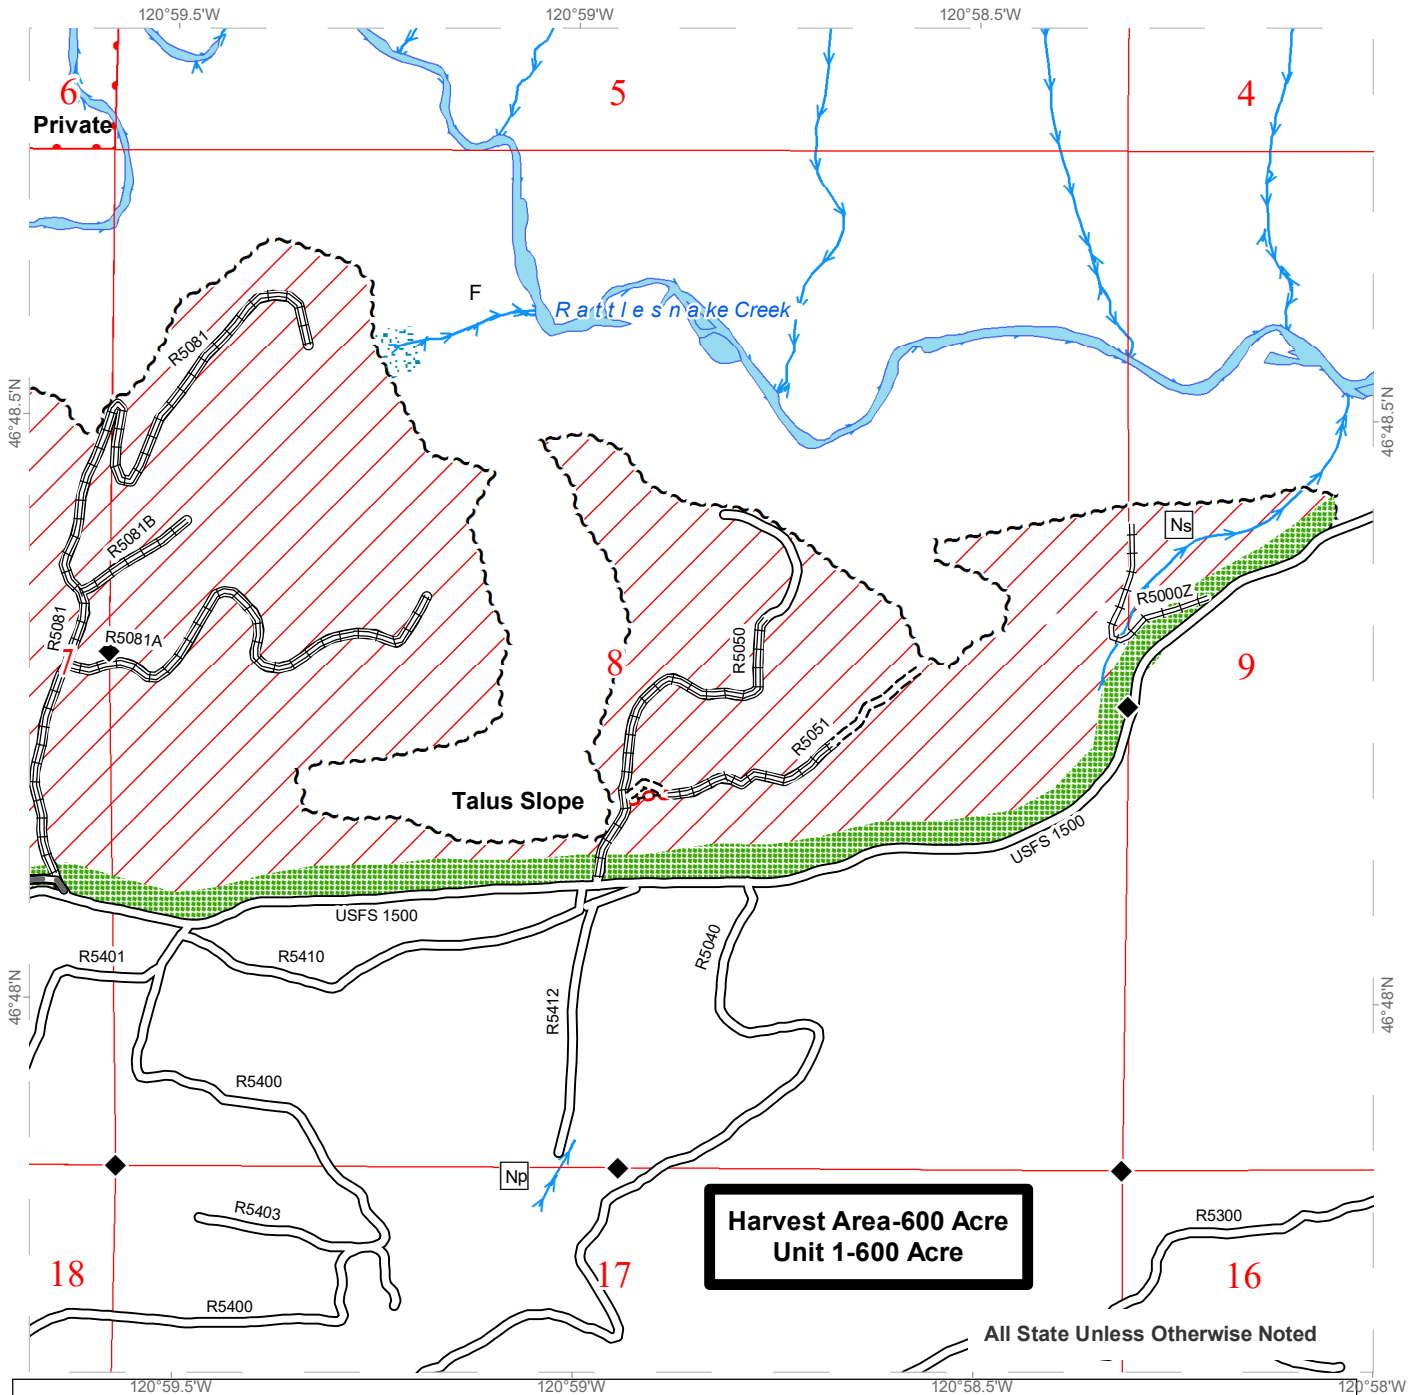 120°59.5'W
120°59'W
120°58.5'W
6
5
4
Private
F
Rattlesnake Creek
R5081
46°48.5'N
46°48.5'N
R5081B
Ns
R5000Z
R5081
R5081A
7
8
9
R5050
R5051
Talus Slope
USFS 1500
USFS 1500
R5401
R5410
R5040
R5412
46°48'N
46°48'N
R5400
Np
R5403
Harvest Area-600 Acre
Unit 1-600 Acre
R5300
18
17
16
R5400
All State Unless Otherwise Noted
120°59.5'W
120°59'W
120°58.5'W
120°58'W